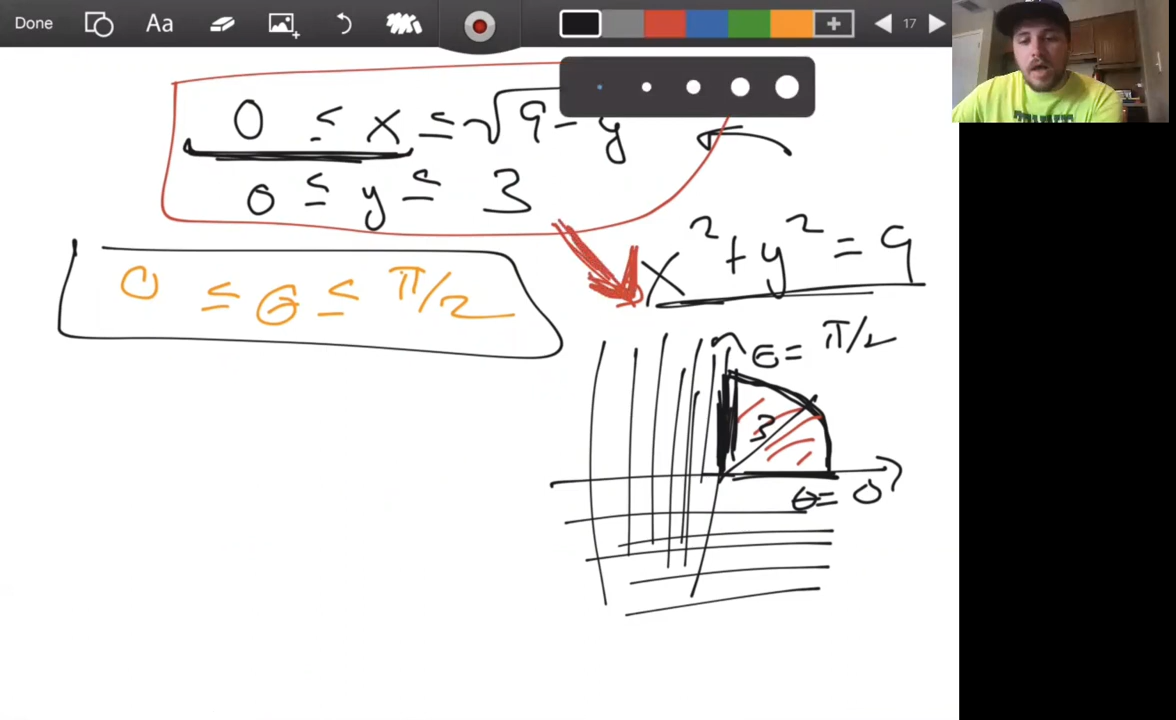 Done Aa 17
0 ≤ x ≤ √9 - y
0 ≤ y ≤ 3
x² + y² = 9
0 ≤ θ ≤ π/2
θ = π/2
3
θ = 0